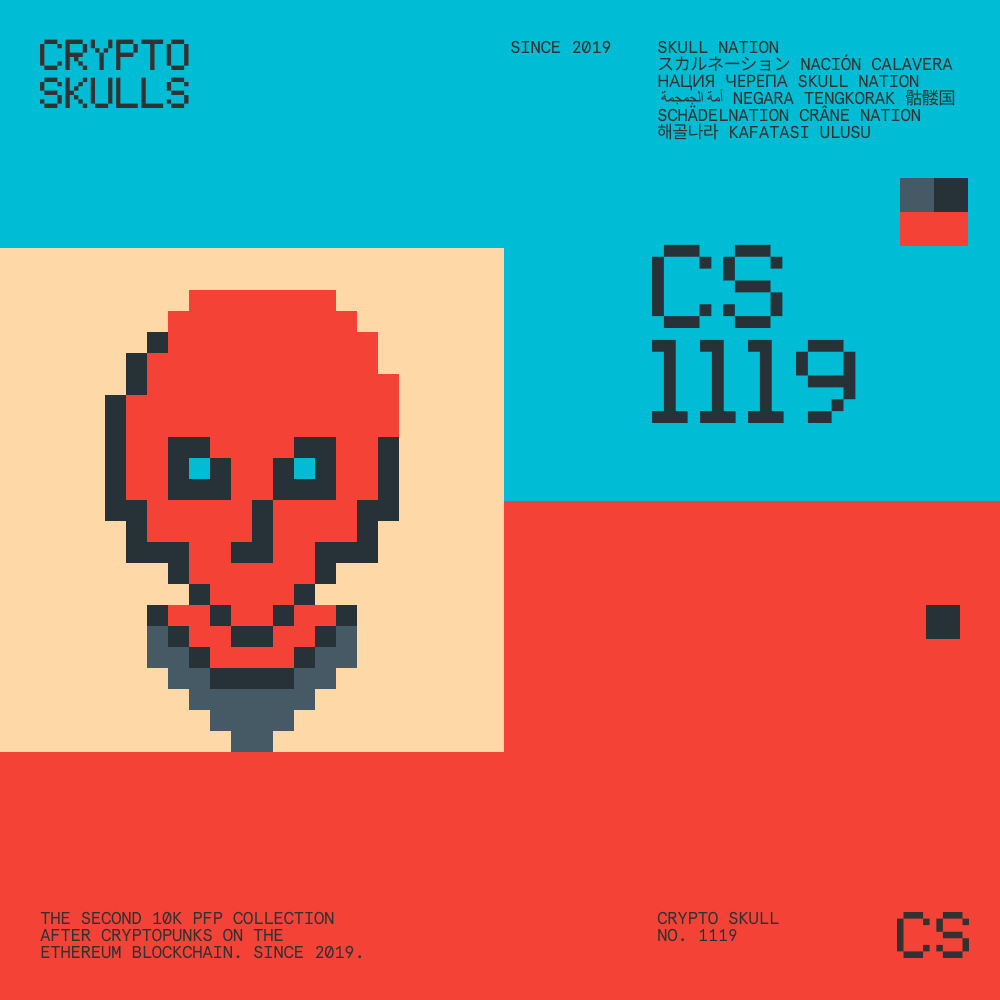 CRYPTO
SKULLS
SINCE 2019
SKULL NATION
スカルネーション NACIÓN CALAVERA
НАЦИЯ ЧЕРЕПА SKULL NATION
أمة الجمجمة NEGARA TENGKORAK 骷髅国
SCHÄDELNATION CRÂNE NATION
해골나라 KAFATASI ULUSU
CS
1119
THE SECOND 10K PFP COLLECTION
AFTER CRYPTOPUNKS ON THE
ETHEREUM BLOCKCHAIN. SINCE 2019.
CRYPTO SKULL
NO. 1119
CS